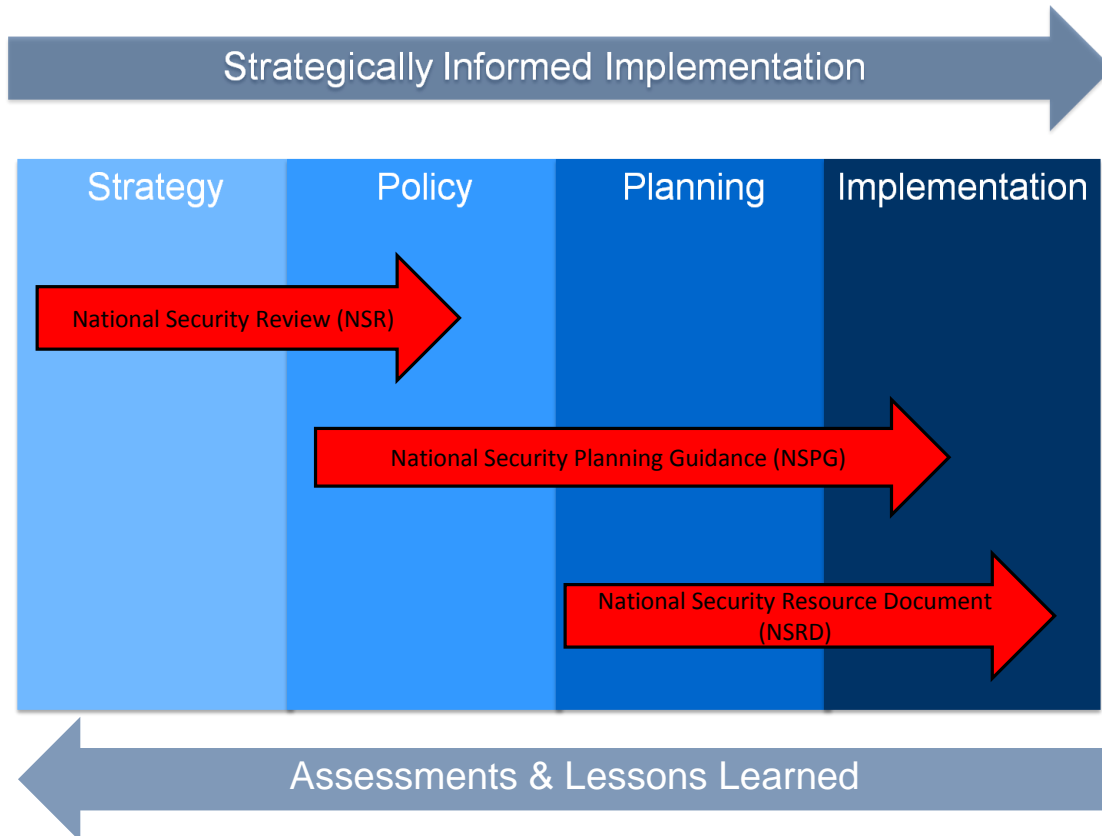 Strategically Informed Implementation
Strategy
Policy
Planning
Implementation
National Security Review (NSR)
National Security Planning Guidance (NSPG)
National Security Resource Document
(NSRD)
Assessments & Lessons Learned